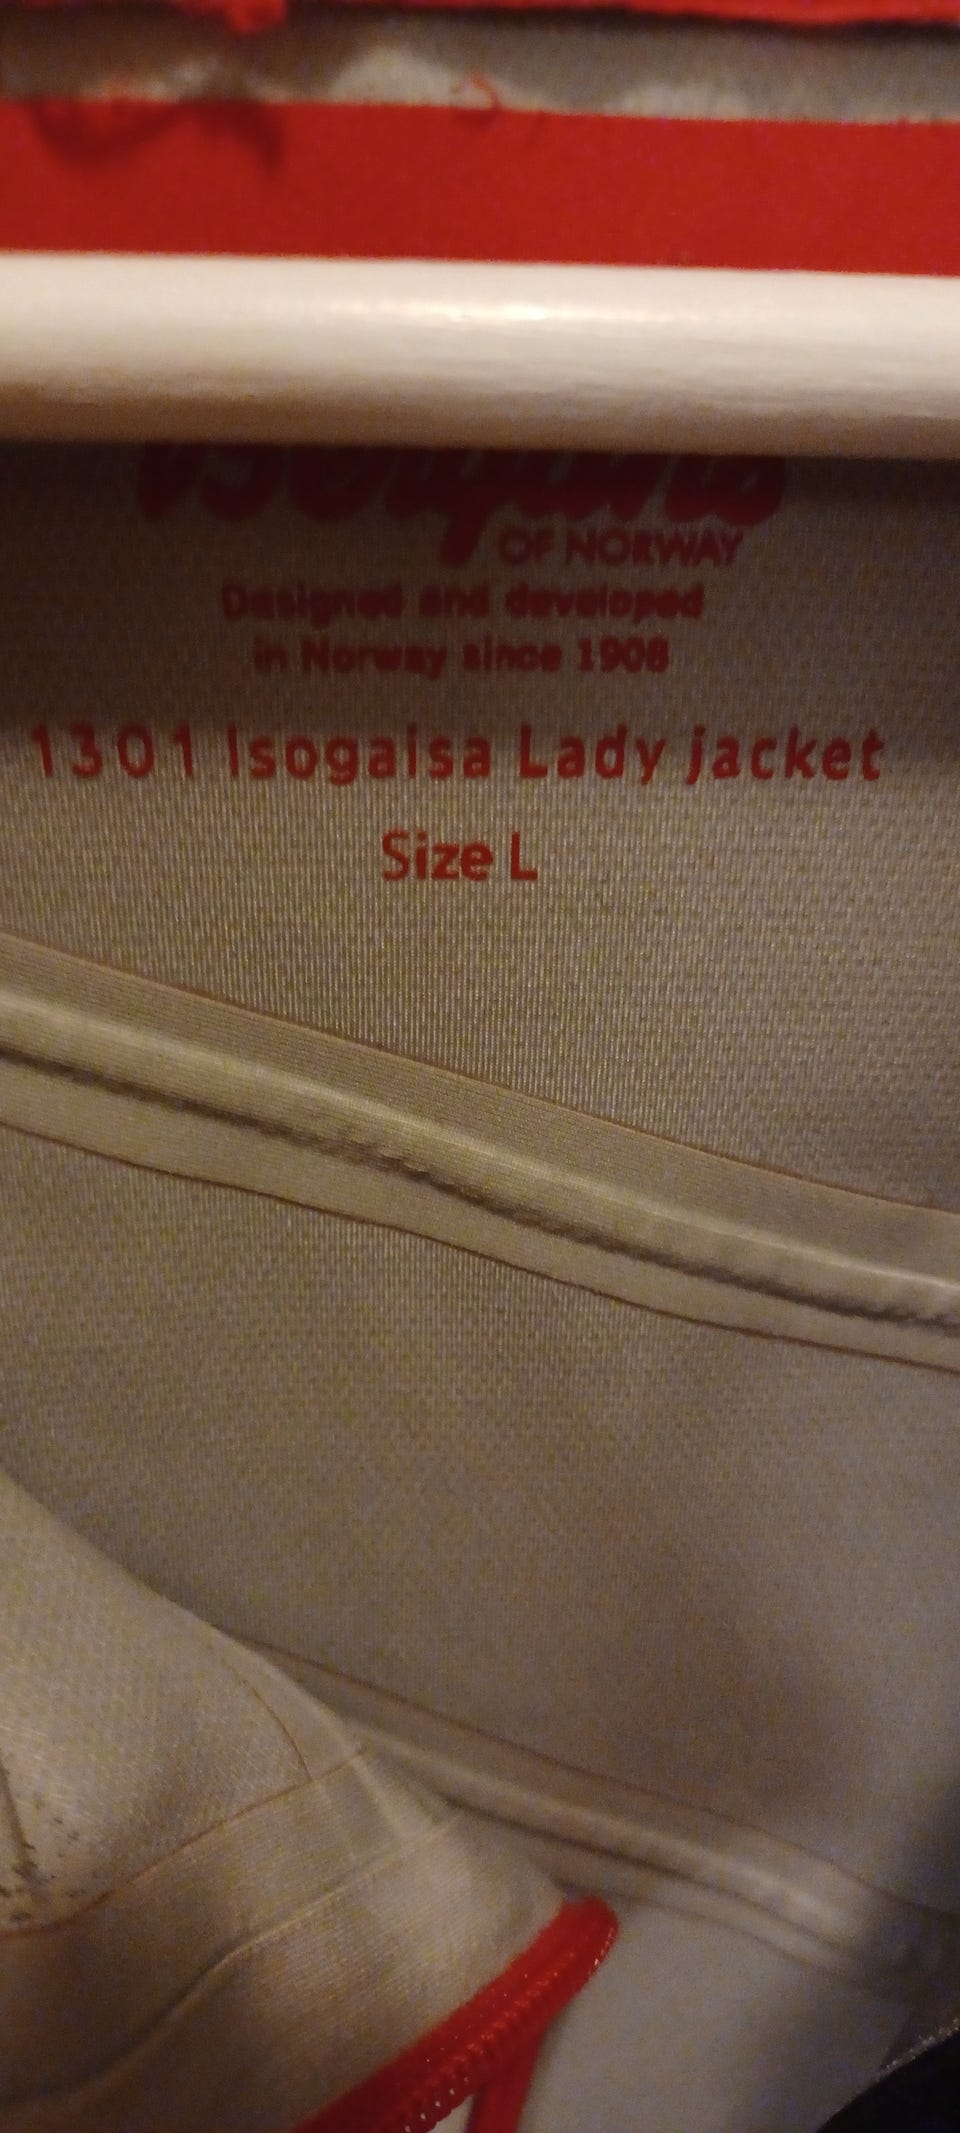 OF NORWAY
Designed and developed
in Norway since 1908
1301 Isogaisa Lady jacket
Size L